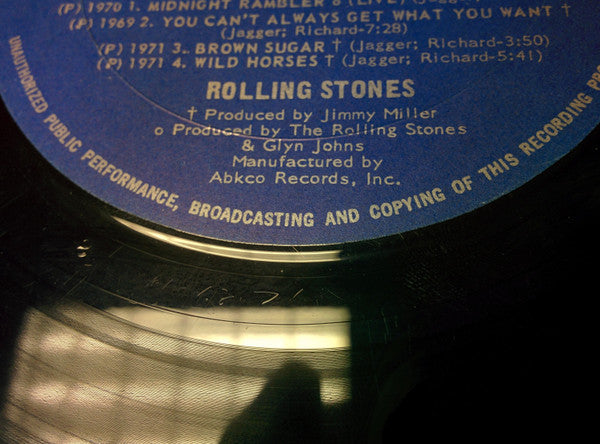 (P) 1970 1. MIDNIGHT RAMBLER o (LIVE)
(P) 1969 2. YOU CAN'T ALWAYS GET WHAT YOU WANT †
(Jagger; Richard-7:28)
(P) 1971 3. BROWN SUGAR † (Jagger; Richard-3:50)
(P) 1971 4. WILD HORSES † (Jagger; Richard-5:41)
ROLLING STONES
† Produced by Jimmy Miller
o Produced by The Rolling Stones
& Glyn Johns
Manufactured by
Abkco Records, Inc.
UNAUTHORIZED PUBLIC PERFORMANCE, BROADCASTING AND COPYING OF THIS RECORDING